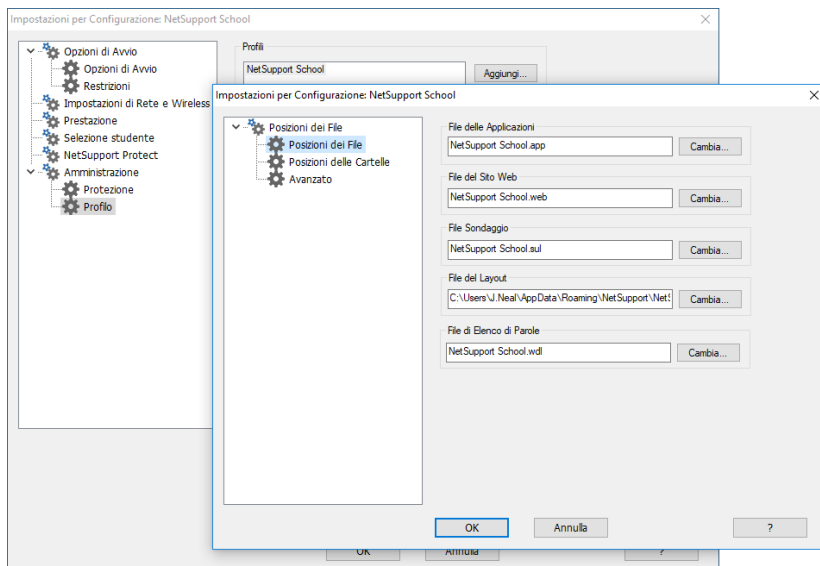 Impostazioni per Configurazione: NetSupport School
Opzioni di Avvio
Opzioni di Avvio
Restrizioni
Impostazioni di Rete e Wireless
Prestazione
Selezione studente
NetSupport Protect
Amministrazione
Protezione
Profilo
Profili
NetSupport School
Aggiungi...
Impostazioni per Configurazione: NetSupport School
Posizioni dei File
Posizioni dei File
Posizioni delle Cartelle
Avanzato
File delle Applicazioni
NetSupport School.app
Cambia...
File del Sito Web
NetSupport School.web
Cambia...
File Sondaggio
NetSupport School.sul
Cambia...
File del Layout
C:\Users\J.Neal\AppData\Roaming\NetSupport\Net
Cambia...
File di Elenco di Parole
NetSupport School.wdl
Cambia...
OK
Annulla
?
OK
Annulla
?